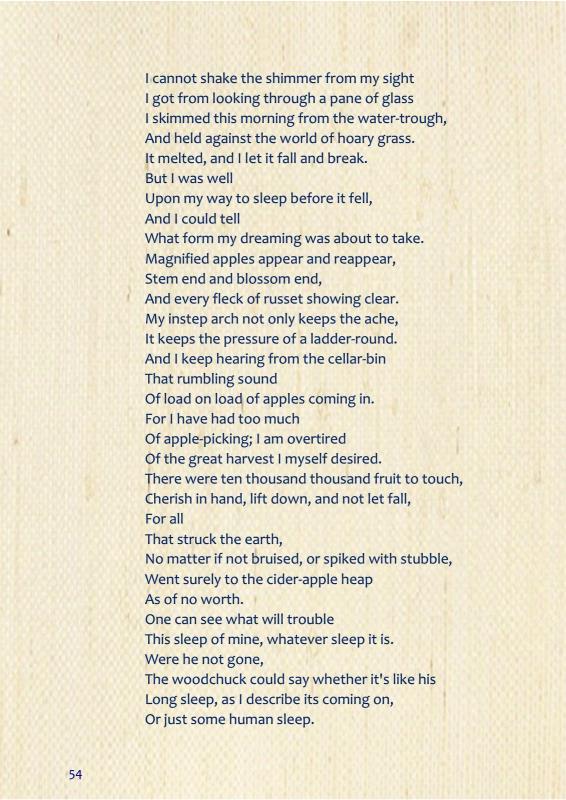 I cannot shake the shimmer from my sight
I got from looking through a pane of glass
I skimmed this morning from the water-trough,
And held against the world of hoary grass.
It melted, and I let it fall and break.
But I was well
Upon my way to sleep before it fell,
And I could tell
What form my dreaming was about to take.
Magnified apples appear and reappear,
Stem end and blossom end,
And every fleck of russet showing clear.
My instep arch not only keeps the ache,
It keeps the pressure of a ladder-round.
And I keep hearing from the cellar-bin
That rumbling sound
Of load on load of apples coming in.
For I have had too much
Of apple-picking; I am overtired
Of the great harvest I myself desired.
There were ten thousand thousand fruit to touch,
Cherish in hand, lift down, and not let fall,
For all
That struck the earth,
No matter if not bruised, or spiked with stubble,
Went surely to the cider-apple heap
As of no worth.
One can see what will trouble
This sleep of mine, whatever sleep it is.
Were he not gone,
The woodchuck could say whether it's like his
Long sleep, as I describe its coming on,
Or just some human sleep.
54